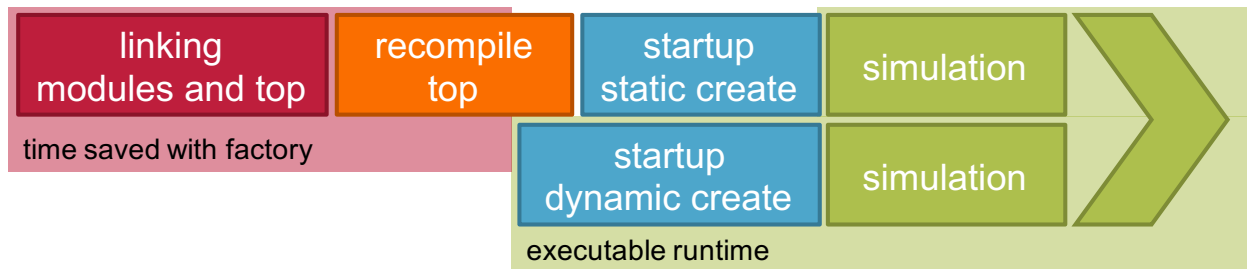 linking
modules and top
recompile
top
startup
static create
simulation
time saved with factory
startup
dynamic create
simulation
executable runtime